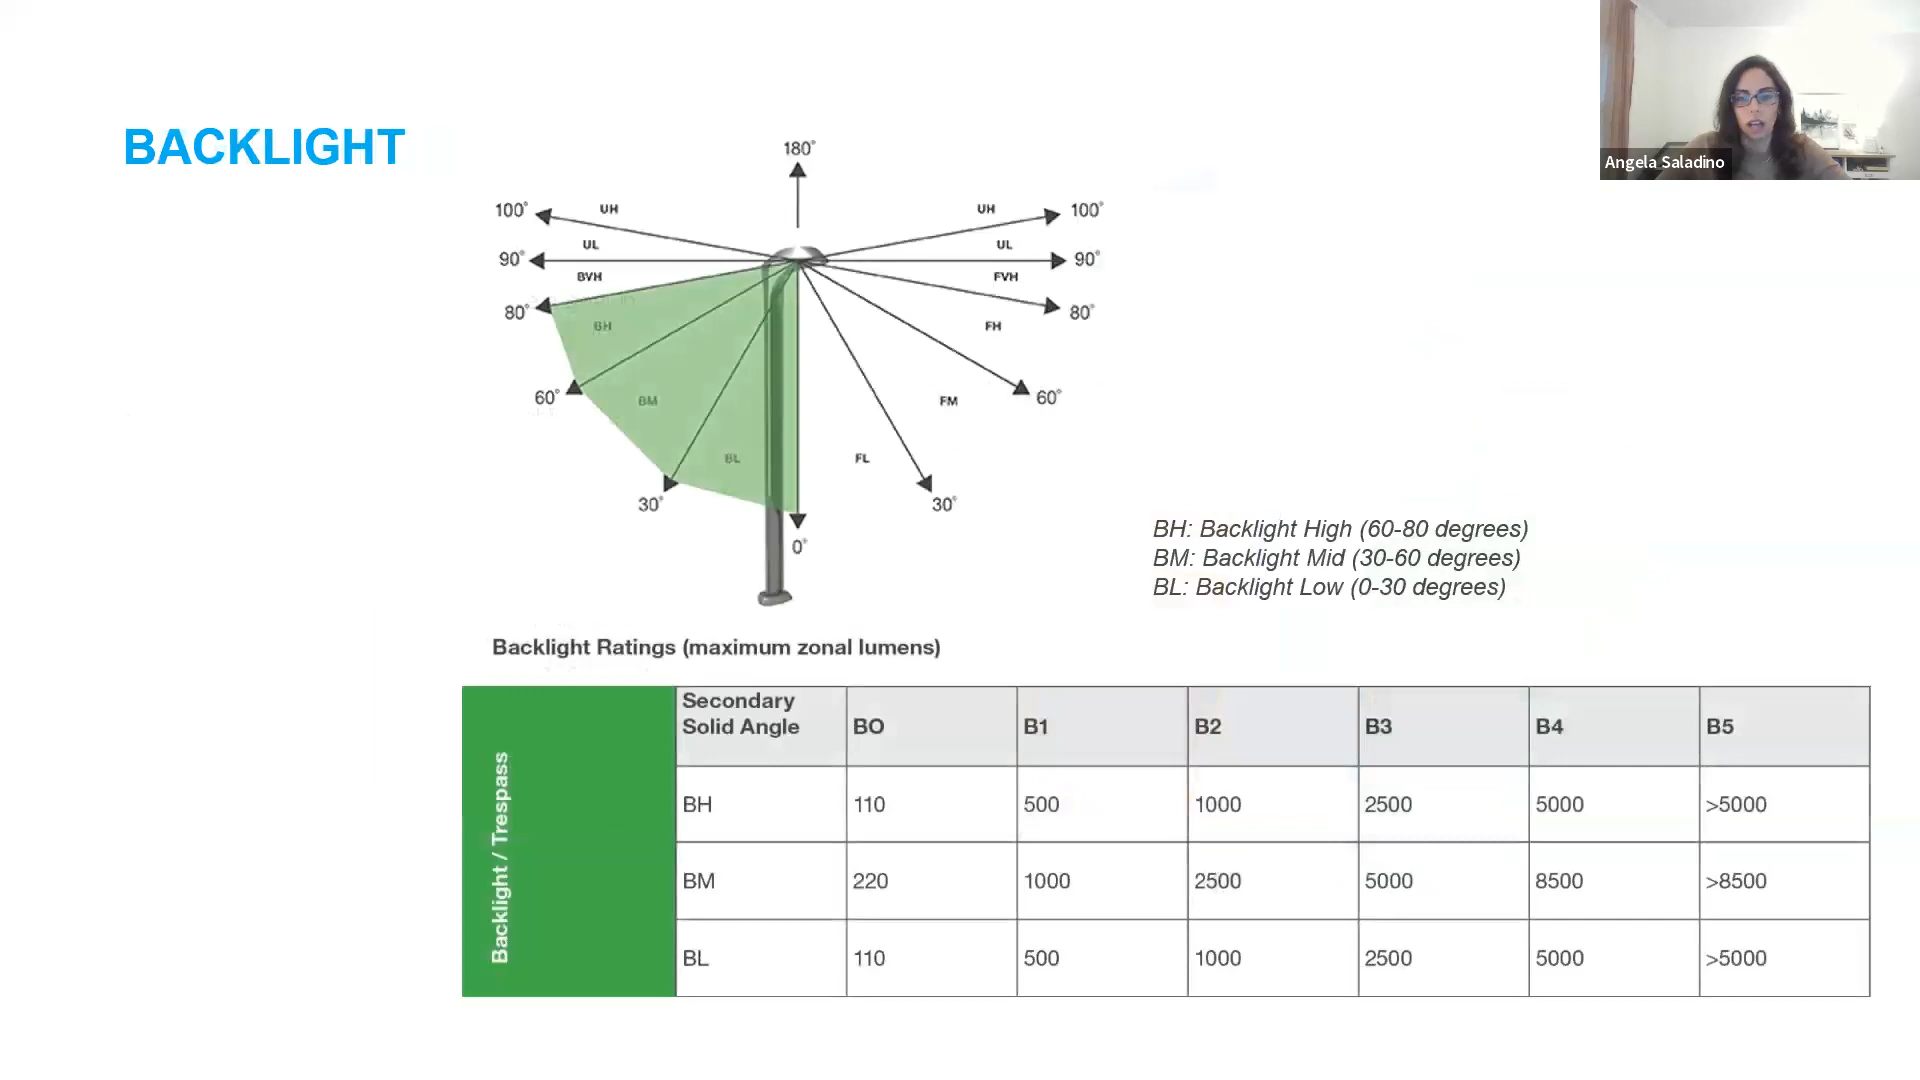 BACKLIGHT
Angela Saladino
180°
100° UH UH 100°
UL UL
90° 90°
BVH FVH
80° 80°
BH FH
60° 60°
BM FM
BL FL
30° 30°
0°
BH: Backlight High (60-80 degrees)
BM: Backlight Mid (30-60 degrees)
BL: Backlight Low (0-30 degrees)
Backlight Ratings (maximum zonal lumens)
Backlight / Trespass
Secondary
Solid Angle BO B1 B2 B3 B4 B5
BH 110 500 1000 2500 5000 >5000
BM 220 1000 2500 5000 8500 >8500
BL 110 500 1000 2500 5000 >5000